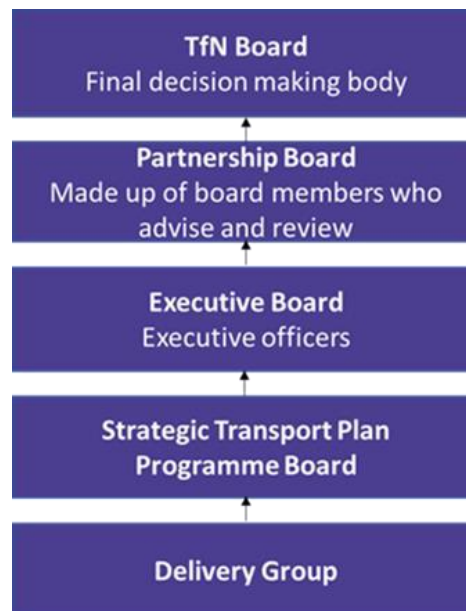 TfN Board
Final decision making body
Partnership Board
Made up of board members who
advise and review
Executive Board
Executive officers
Strategic Transport Plan
Programme Board
Delivery Group